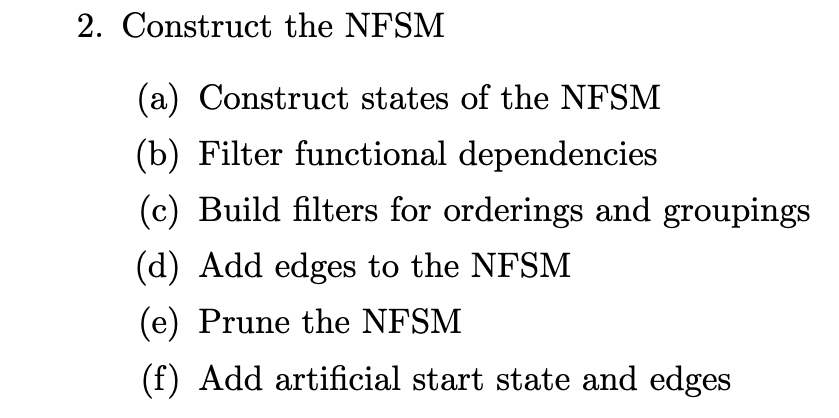 2. Construct the NFSM
(a) Construct states of the NFSM
(b) Filter functional dependencies
(c) Build filters for orderings and groupings
(d) Add edges to the NFSM
(e) Prune the NFSM
(f) Add artificial start state and edges